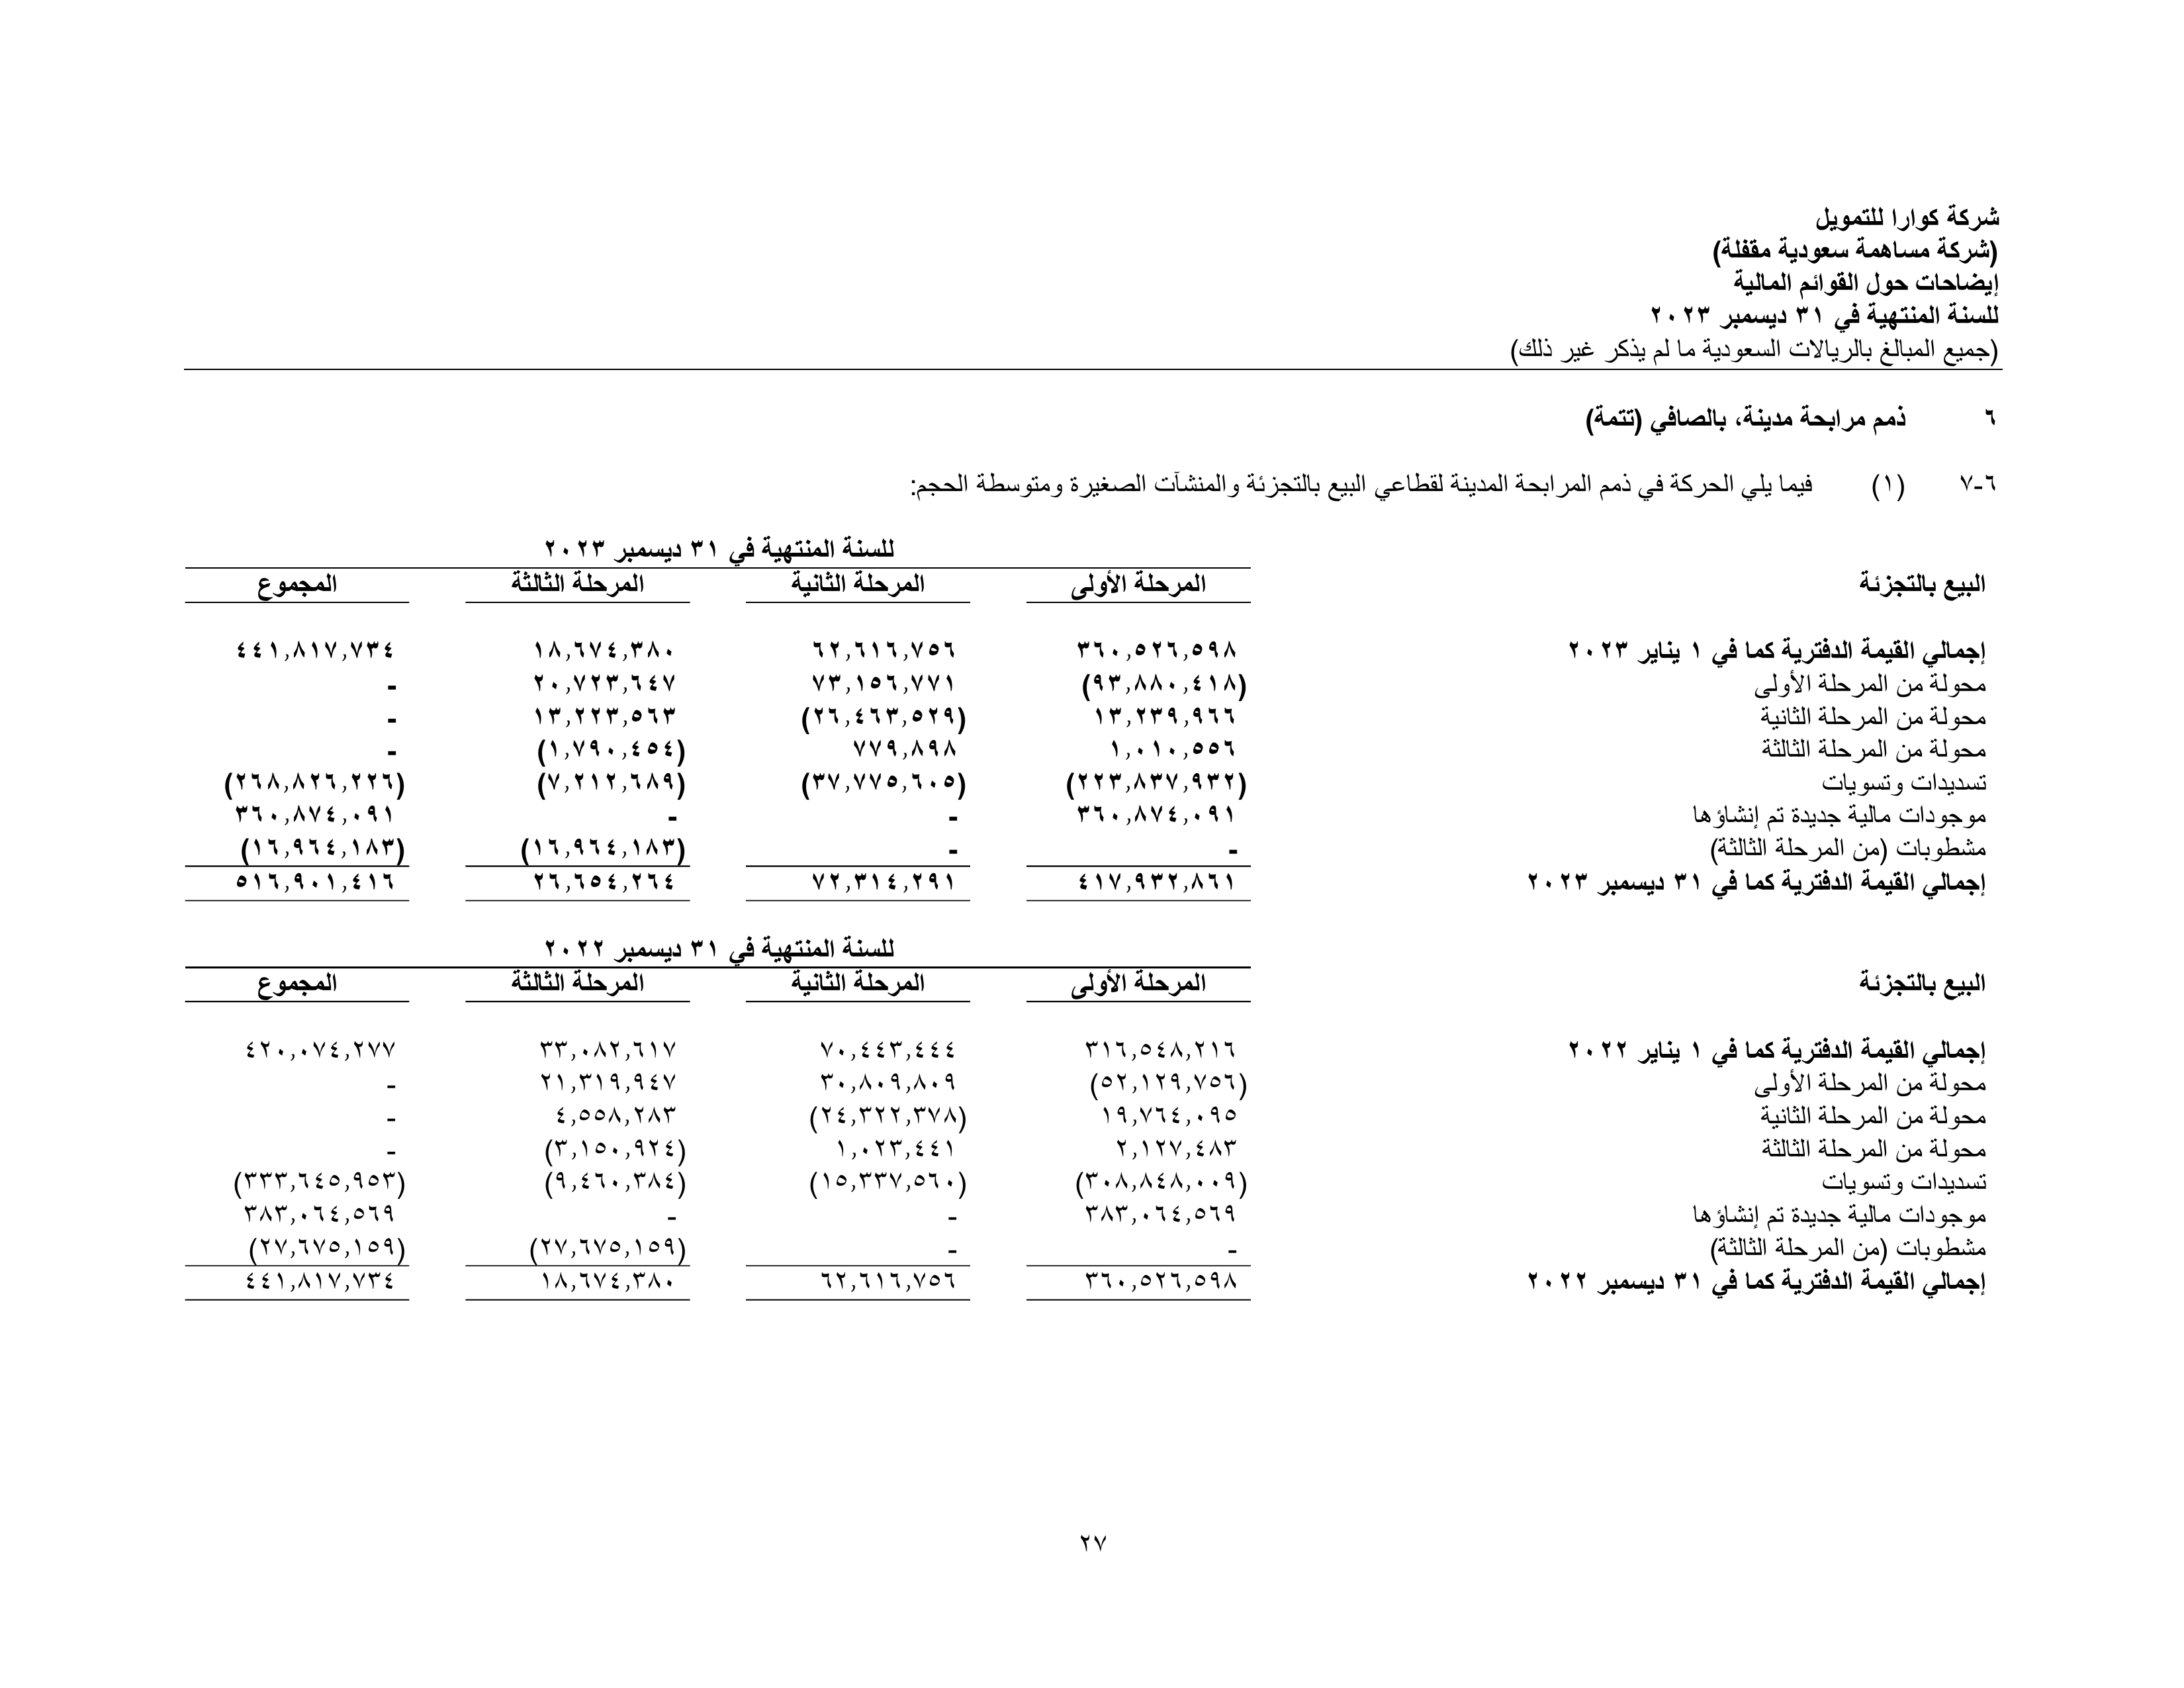 شركة كوارا للتمويل
(شركة مساهمة سعودية مقفلة)
إيضاحات حول القوائم المالية
للسنة المنتهية في ٣١ ديسمبر ٢٠٢٣
(جميع المبالغ بالريالات السعودية ما لم يذكر غير ذلك)
٦ ذمم مرابحة مدينة، بالصافي (تتمة)
٦-٧ (١) فيما يلي الحركة في ذمم المرابحة المدينة لقطاعي البيع بالتجزئة والمنشآت الصغيرة ومتوسطة الحجم:
للسنة المنتهية في ٣١ ديسمبر ٢٠٢٣
البيع بالتجزئة المرحلة الأولى المرحلة الثانية المرحلة الثالثة المجموع
إجمالي القيمة الدفترية كما في ١ يناير ٢٠٢٣ ٣٦٠,٥٢٦,٥٩٨ ٦٢,٦١٦,٧٥٦ ١٨,٦٧٤,٣٨٠ ٤٤١,٨١٧,٧٣٤
محولة من المرحلة الأولى (٩٣,٨٨٠,٤١٨) ٧٣,١٥٦,٧٧١ ٢٠,٧٢٣,٦٤٧ -
محولة من المرحلة الثانية ١٣,٢٣٩,٩٦٦ (٢٦,٤٦٣,٥٢٩) ١٣,٢٢٣,٥٦٣ -
محولة من المرحلة الثالثة ١,٠١٠,٥٥٦ ٧٧٩,٨٩٨ (١,٧٩٠,٤٥٤) -
تسديدات وتسويات (٢٢٣,٨٣٧,٩٣٢) (٣٧,٧٧٥,٦٠٥) (٧,٢١٢,٦٨٩) (٢٦٨,٨٢٦,٢٢٦)
موجودات مالية جديدة تم إنشاؤها ٣٦٠,٨٧٤,٠٩١ - - ٣٦٠,٨٧٤,٠٩١
مشطوبات (من المرحلة الثالثة) - - (١٦,٩٦٤,١٨٣) (١٦,٩٦٤,١٨٣)
إجمالي القيمة الدفترية كما في ٣١ ديسمبر ٢٠٢٣ ٤١٧,٩٣٢,٨٦١ ٧٢,٣١٤,٢٩١ ٢٦,٦٥٤,٢٦٤ ٥١٦,٩٠١,٤١٦
للسنة المنتهية في ٣١ ديسمبر ٢٠٢٢
البيع بالتجزئة المرحلة الأولى المرحلة الثانية المرحلة الثالثة المجموع
إجمالي القيمة الدفترية كما في ١ يناير ٢٠٢٢ ٣١٦,٥٤٨,٢١٦ ٧٠,٤٤٣,٤٤٤ ٣٣,٠٨٢,٦١٧ ٤٢٠,٠٧٤,٢٧٧
محولة من المرحلة الأولى (٥٢,١٢٩,٧٥٦) ٣٠,٨٠٩,٨٠٩ ٢١,٣١٩,٩٤٧ -
محولة من المرحلة الثانية ١٩,٧٦٤,٠٩٥ (٢٤,٣٢٢,٣٧٨) ٤,٥٥٨,٢٨٣ -
محولة من المرحلة الثالثة ٢,١٢٧,٤٨٣ ١,٠٢٣,٤٤١ (٣,١٥٠,٩٢٤) -
تسديدات وتسويات (٣٠٨,٨٤٨,٠٠٩) (١٥,٣٣٧,٥٦٠) (٩,٤٦٠,٣٨٤) (٣٣٣,٦٤٥,٩٥٣)
موجودات مالية جديدة تم إنشاؤها ٣٨٣,٠٦٤,٥٦٩ - - ٣٨٣,٠٦٤,٥٦٩
مشطوبات (من المرحلة الثالثة) - - (٢٧,٦٧٥,١٥٩) (٢٧,٦٧٥,١٥٩)
إجمالي القيمة الدفترية كما في ٣١ ديسمبر ٢٠٢٢ ٣٦٠,٥٢٦,٥٩٨ ٦٢,٦١٦,٧٥٦ ١٨,٦٧٤,٣٨٠ ٤٤١,٨١٧,٧٣٤
٢٧